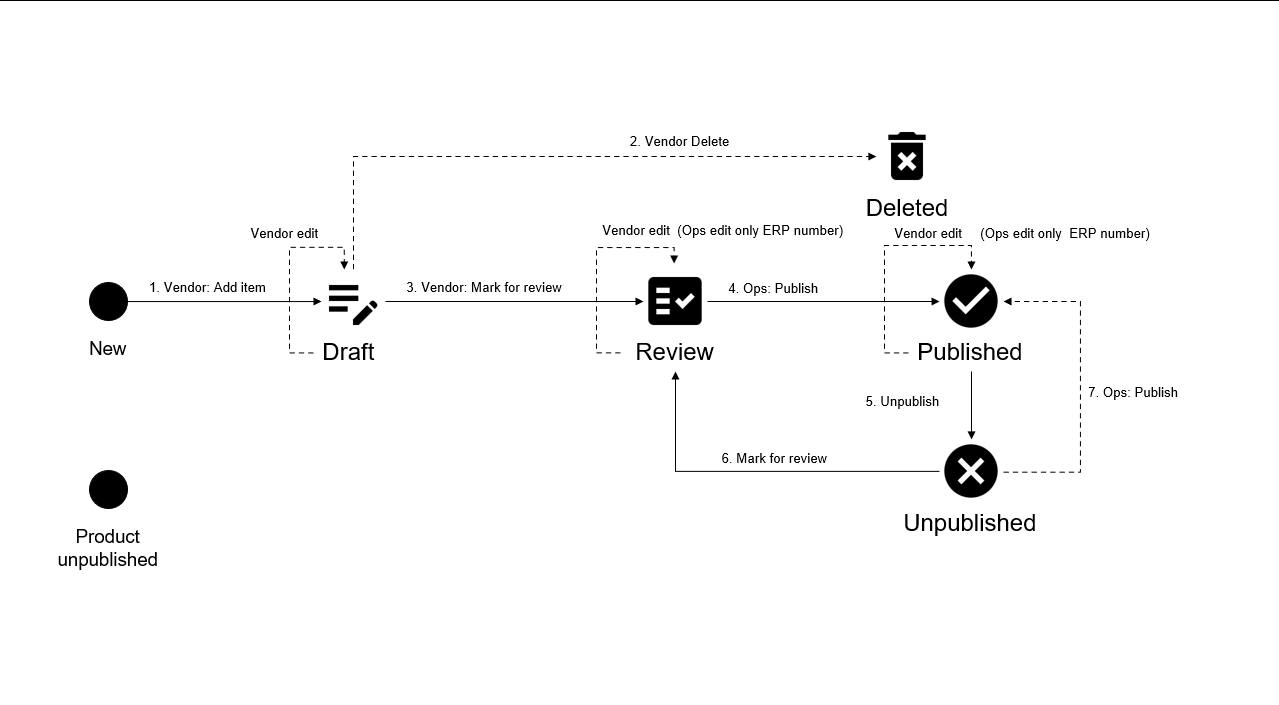 2. Vendor Delete
Deleted
Vendor edit
Vendor edit (Ops edit only ERP number)
Vendor edit (Ops edit only ERP number)
1. Vendor: Add item
3. Vendor: Mark for review
4. Ops: Publish
New
Draft
Review
Published
5. Unpublish
7. Ops: Publish
6. Mark for review
Unpublished
Product
unpublished